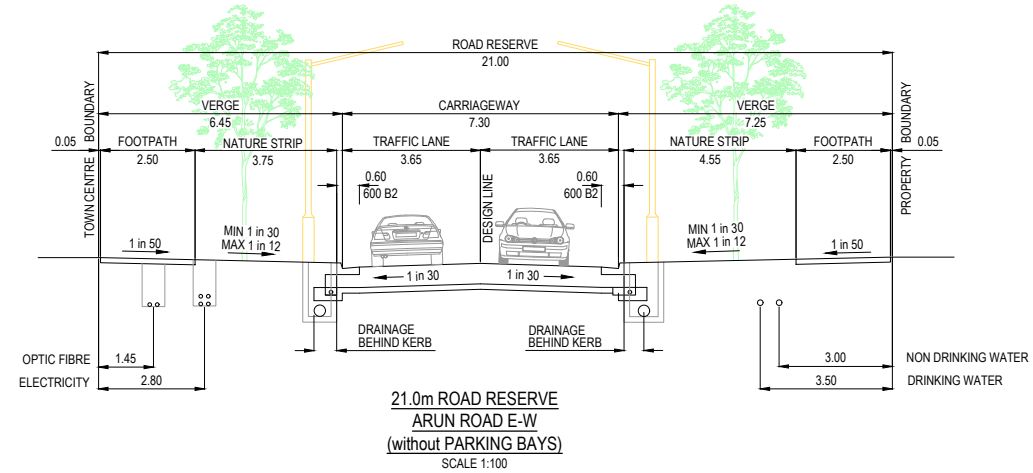 ROAD RESERVE
21.00
VERGE
6.45
CARRIAGEWAY
7.30
VERGE
7.25
TOWN CENTRE BOUNDARY
0.05
FOOTPATH
2.50
NATURE STRIP
3.75
TRAFFIC LANE
3.65
TRAFFIC LANE
3.65
NATURE STRIP
4.55
FOOTPATH
2.50
0.05
PROPERTY BOUNDARY
0.60
600 B2
DESIGN LINE
0.60
600 B2
1 in 50
MIN 1 in 30
MAX 1 in 12
1 in 30
1 in 30
MIN 1 in 30
MAX 1 in 12
1 in 50
DRAINAGE
BEHIND KERB
DRAINAGE
BEHIND KERB
OPTIC FIBRE
1.45
ELECTRICITY
2.80
3.00
NON DRINKING WATER
3.50
DRINKING WATER
21.0m ROAD RESERVE
ARUN ROAD E-W
(without PARKING BAYS)
SCALE 1:100